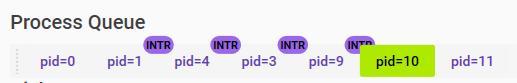 Process Queue
INTR INTR INTR INTR
pid=0 pid=1 pid=4 pid=3 pid=9 pid=10 pid=11